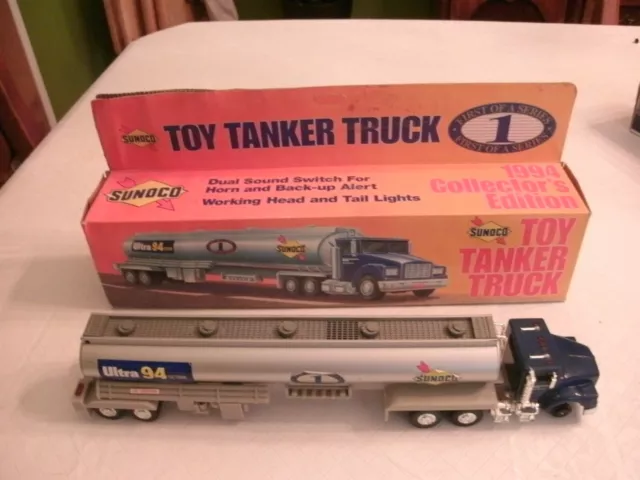 SUNOCO
TOY TANKER TRUCK
FIRST OF A SERIES
1
FIRST OF A SERIES
SUNOCO
Dual Sound Switch For
Horn and Back-up Alert
Working Head and Tail Lights
1994
Collector's
Edition
SUNOCO
TOY
TANKER
TRUCK
Ultra 94
1
SUNOCO
Ultra 94
1
SUNOCO